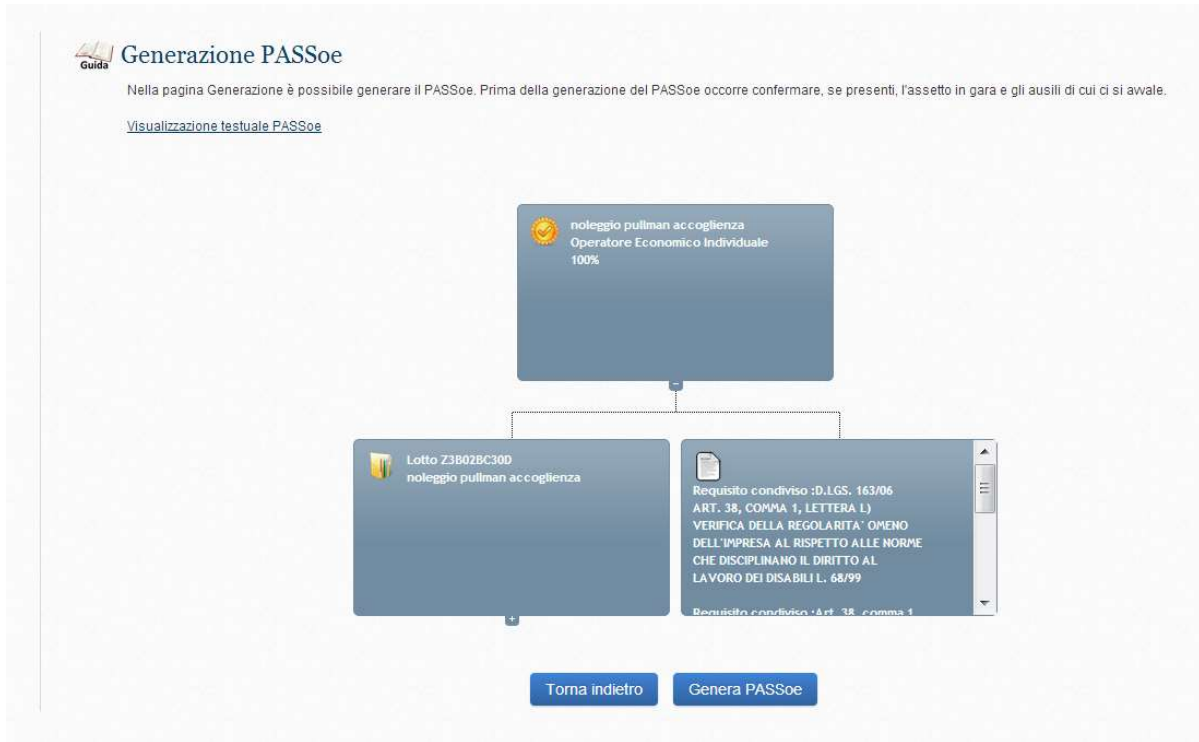 Guida
Generazione PASSoe
Nella pagina Generazione è possibile generare il PASSoe. Prima della generazione del PASSoe occorre confermare, se presenti, l'assetto in gara e gli ausili di cui ci si avvale.
Visualizzazione testuale PASSoe
noleggio pullman accoglienza
Operatore Economico Individuale
100%
Lotto Z3B02BC30D
noleggio pullman accoglienza
Requisito condiviso :D.LGS. 163/06
ART. 38, COMMA 1, LETTERA L)
VERIFICA DELLA REGOLARITA' OMENO
DELL'IMPRESA AL RISPETTO ALLE NORME
CHE DISCIPLINANO IL DIRITTO AL
LAVORO DEI DISABILI L. 68/99
Requisito condiviso :Art. 38, comma 1
Torna indietro
Genera PASSoe